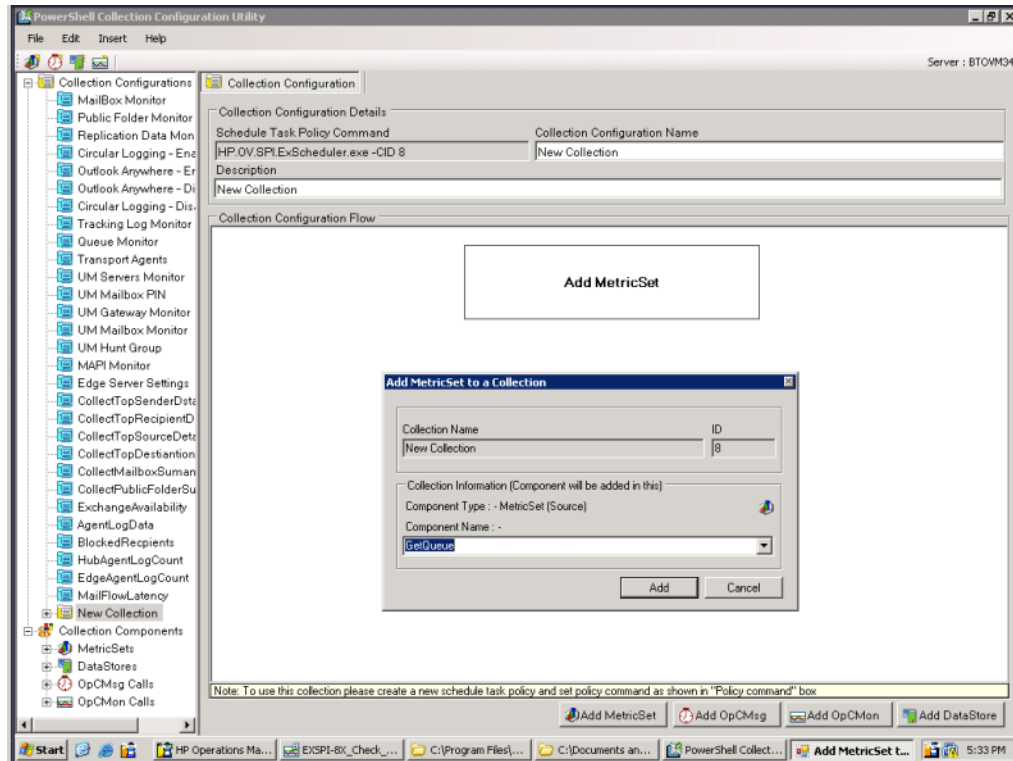 PowerShell Collection Configuration Utility
File Edit Insert Help
Server : BTOVM34
Collection Configurations
MailBox Monitor
Public Folder Monitor
Replication Data Mon
Circular Logging - Ena
Outlook Anywhere - Er
Outlook Anywhere - Di
Circular Logging - Dis.
Tracking Log Monitor
Queue Monitor
Transport Agents
UM Servers Monitor
UM Mailbox PIN
UM Gateway Monitor
UM Mailbox Monitor
UM Hunt Group
MAPI Monitor
Edge Server Settings
CollectTopSenderDsta
CollectTopRecipientD
CollectTopSourceDeta
CollectTopDestiantion
CollectMailboxSuman
CollectPublicFolderSu
ExchangeAvailability
AgentLogData
BlockedRecpients
HubAgentLogCount
EdgeAgentLogCount
MailFlowLatency
New Collection
Collection Components
MetricSets
DataStores
OpCMsg Calls
OpCMon Calls
Collection Configuration
Collection Configuration Details
Schedule Task Policy Command
Collection Configuration Name
HP.OV.SPI.ExScheduler.exe -CID 8
New Collection
Description
New Collection
Collection Configuration Flow
Add MetricSet
Add MetricSet to a Collection
Collection Name
ID
New Collection
8
Collection Information (Component will be added in this)
Component Type : - MetricSet (Source)
Component Name : -
GetQueue
Add
Cancel
Note: To use this collection please create a new schedule task policy and set policy command as shown in "Policy command" box
Add MetricSet
Add OpCMsg
Add OpCMon
Add DataStore
Start
HP Operations Ma...
EXSPI-8X_Check_...
C:\Program Files\...
C:\Documents an...
PowerShell Collect...
Add MetricSet t...
5:33 PM